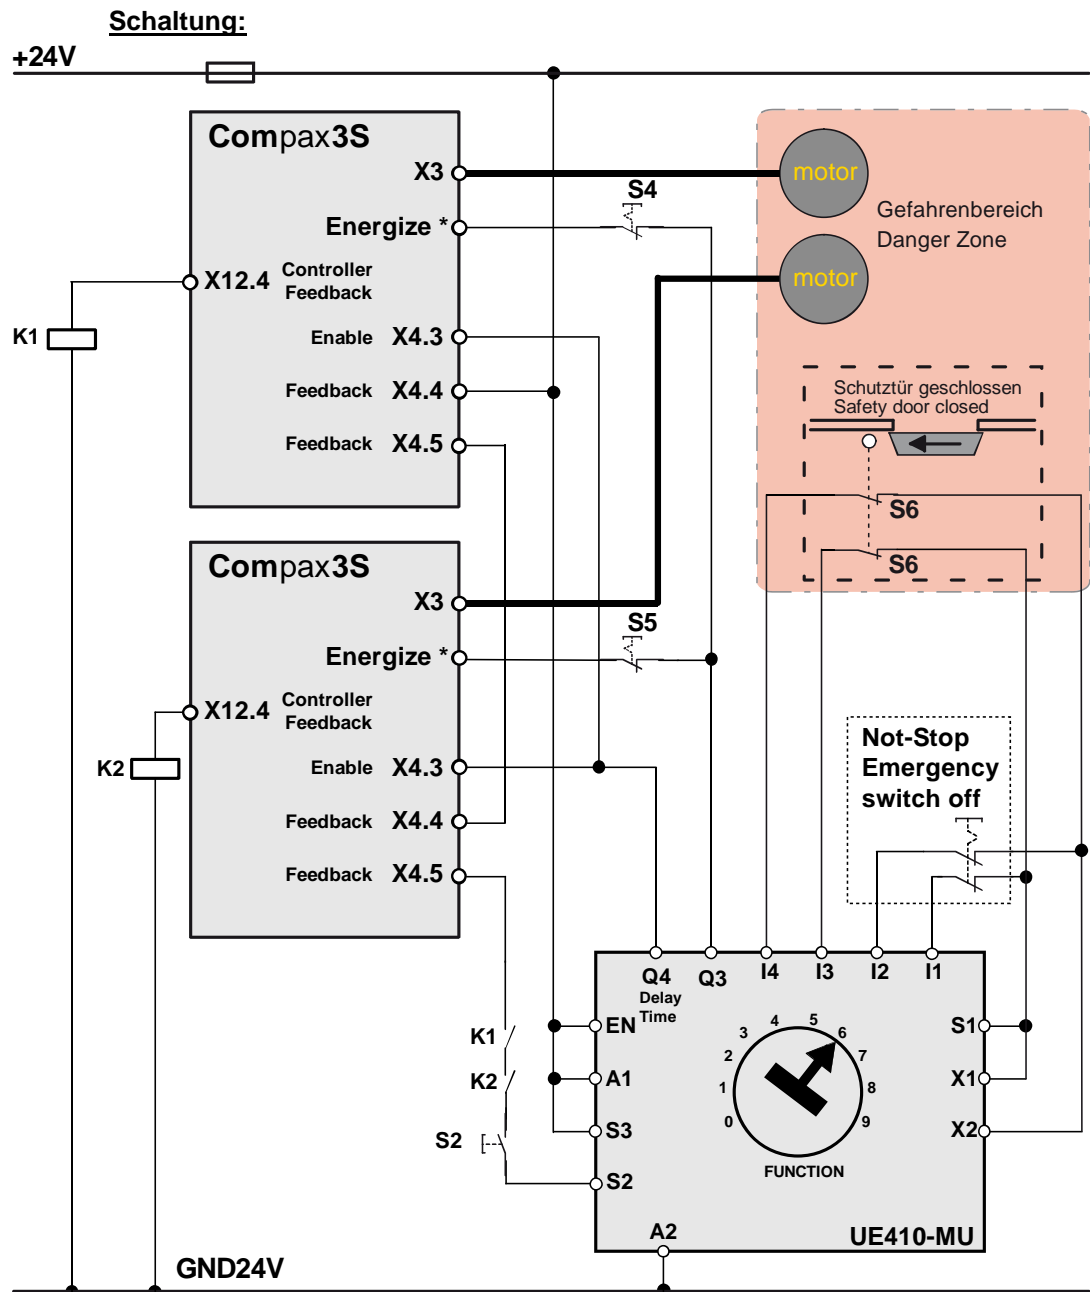 Schaltung:
+24V
Compax3S
X3
Energize *
X12.4
Controller
Feedback
Enable X4.3
Feedback X4.4
Feedback X4.5
K1
S4
motor
motor
Gefahrenbereich
Danger Zone
Schutztür geschlossen
Safety door closed
S6
S6
Compax3S
X3
Energize *
X12.4
Controller
Feedback
Enable X4.3
Feedback X4.4
Feedback X4.5
K2
S5
Not-Stop
Emergency
switch off
K1
K2
S2
Q4
Delay
Time
Q3
I4
I3
I2
I1
EN
A1
S3
S2
S1
X1
X2
0
1
2
3
4
5
6
7
8
9
FUNCTION
A2
UE410-MU
GND24V